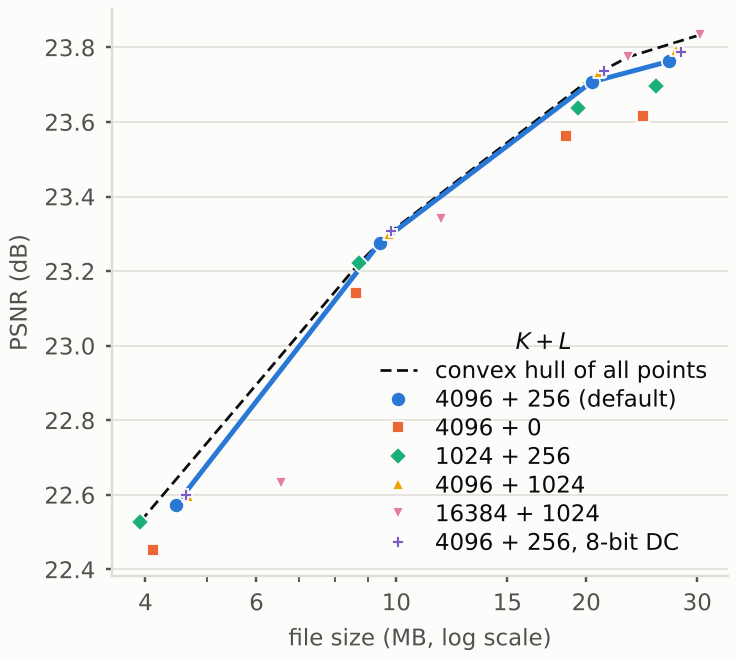 23.8
23.6
23.4
23.2
23.0
22.8
22.6
22.4
PSNR (dB)
K + L
convex hull of all points
4096 + 256 (default)
4096 + 0
1024 + 256
4096 + 1024
16384 + 1024
4096 + 256, 8-bit DC
4 6 10 15 20 30
file size (MB, log scale)